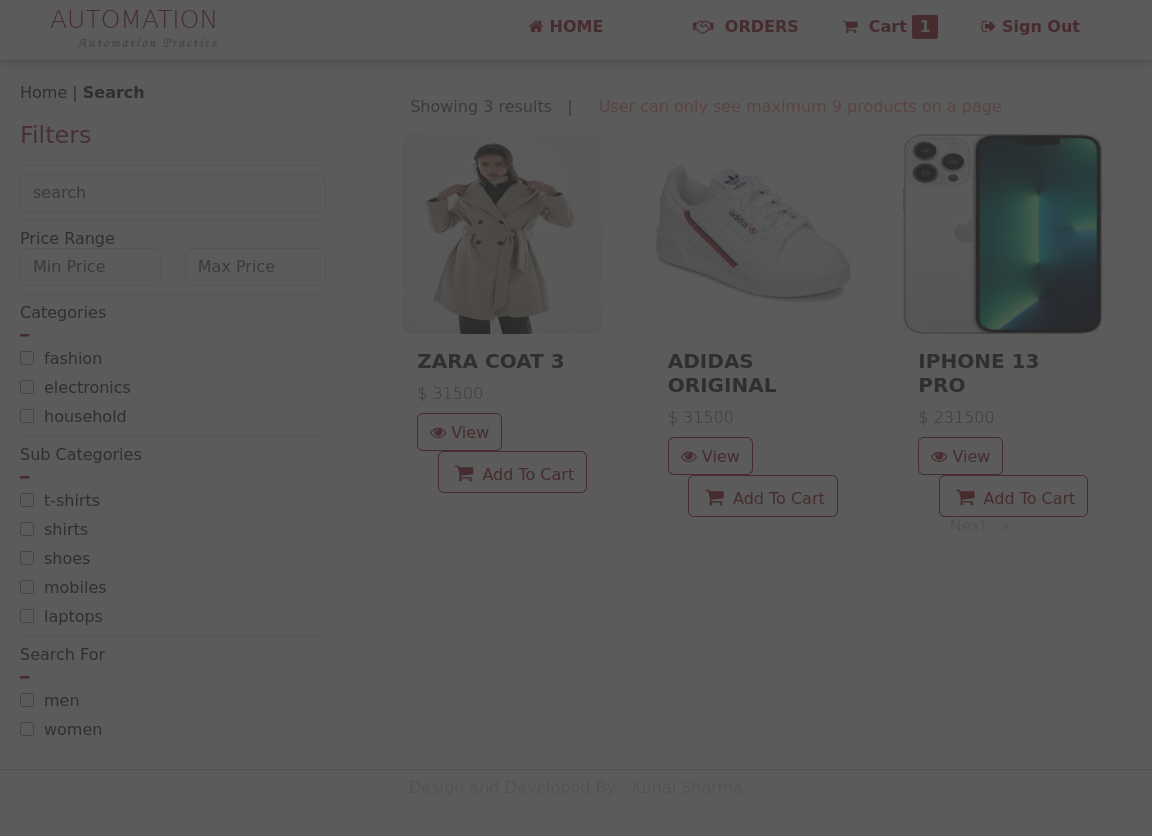 AUTOMATION
Automation Practice
HOME
ORDERS
Cart 1
Sign Out
Home | Search
Showing 3 results |
User can only see maximum 9 products on a page
Filters
search
Price Range
Min Price
Max Price
Categories
fashion
electronics
household
Sub Categories
t-shirts
shirts
shoes
mobiles
laptops
Search For
men
women
adidas
ZARA COAT 3
$ 31500
View
Add To Cart
ADIDAS
ORIGINAL
$ 31500
View
Add To Cart
IPHONE 13
PRO
$ 231500
View
Add To Cart
Next »
Design and Developed By - Kunal Sharma